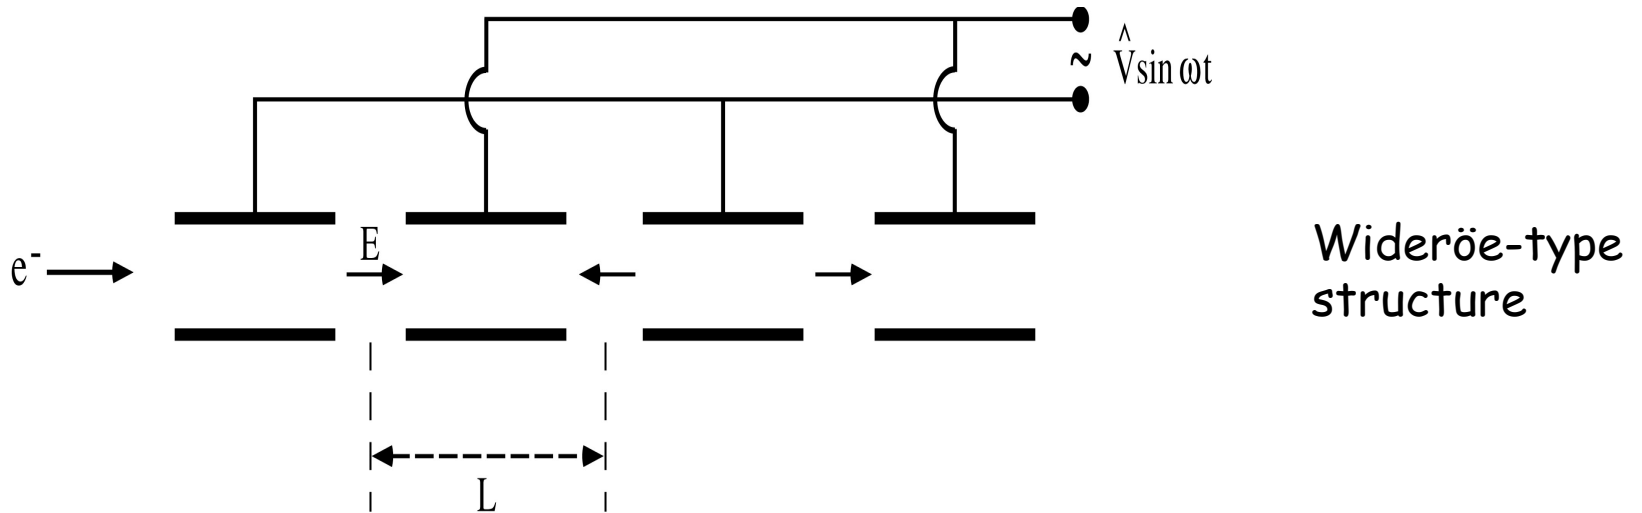 ~ V̂sin ωt
E
e⁻
Wideröe-type
structure
L